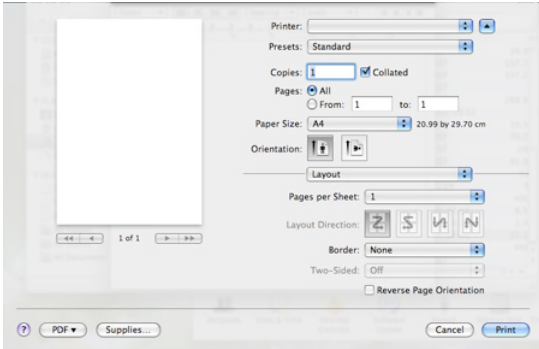 Printer:
Presets: Standard
Copies: 1 Collated
Pages: All
From: 1 to: 1
Paper Size: A4 20.99 by 29.70 cm
Orientation:
Layout
Pages per Sheet: 1
Layout Direction:
1 of 1
Border: None
Two-Sided: Off
Reverse Page Orientation
? PDF Supplies... Cancel Print